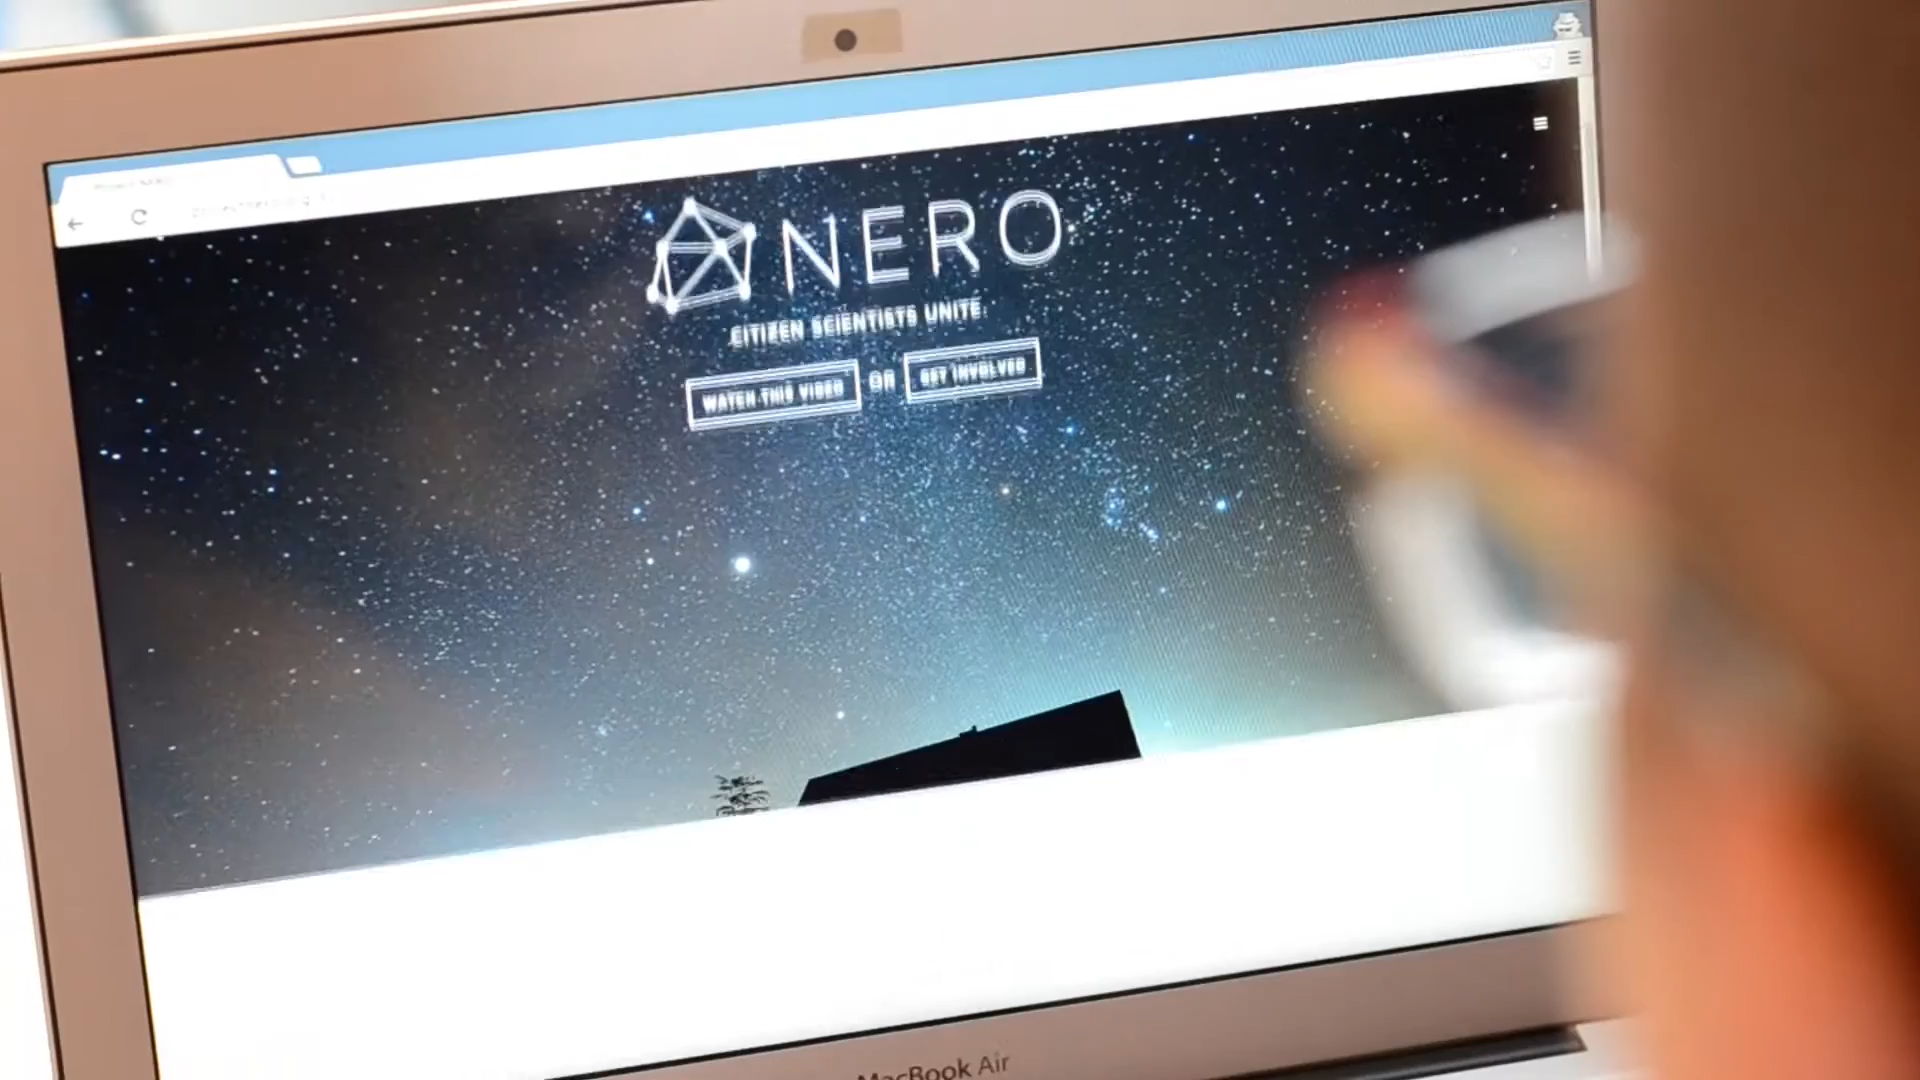 NERO
CITIZEN SCIENTISTS UNITE
WATCH THIS VIDEO OR GET INVOLVED
MacBook Air